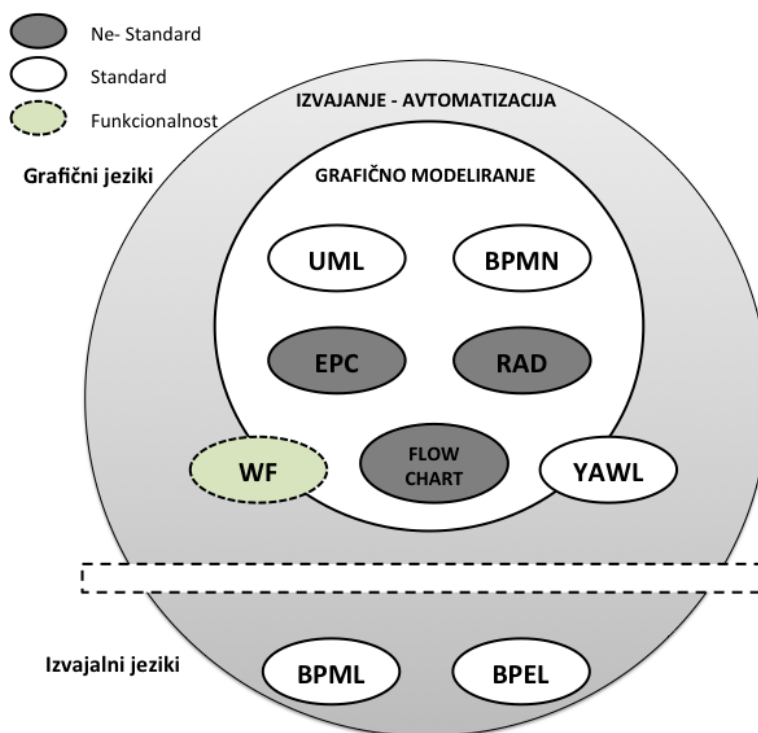 Ne- Standard
Standard
Funkcionalnost
Grafični jeziki
IZVAJANJE - AVTOMATIZACIJA
GRAFIČNO MODELIRANJE
UML
BPMN
EPC
RAD
WF
FLOW
CHART
YAWL
Izvajalni jeziki
BPML
BPEL